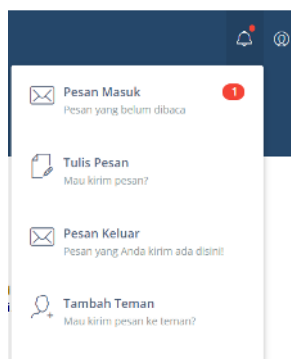 Pesan Masuk
1
Pesan yang belum dibaca
Tulis Pesan
Mau kirim pesan?
Pesan Keluar
Pesan yang Anda kirim ada disini!
Tambah Teman
Mau kirim pesan ke teman?